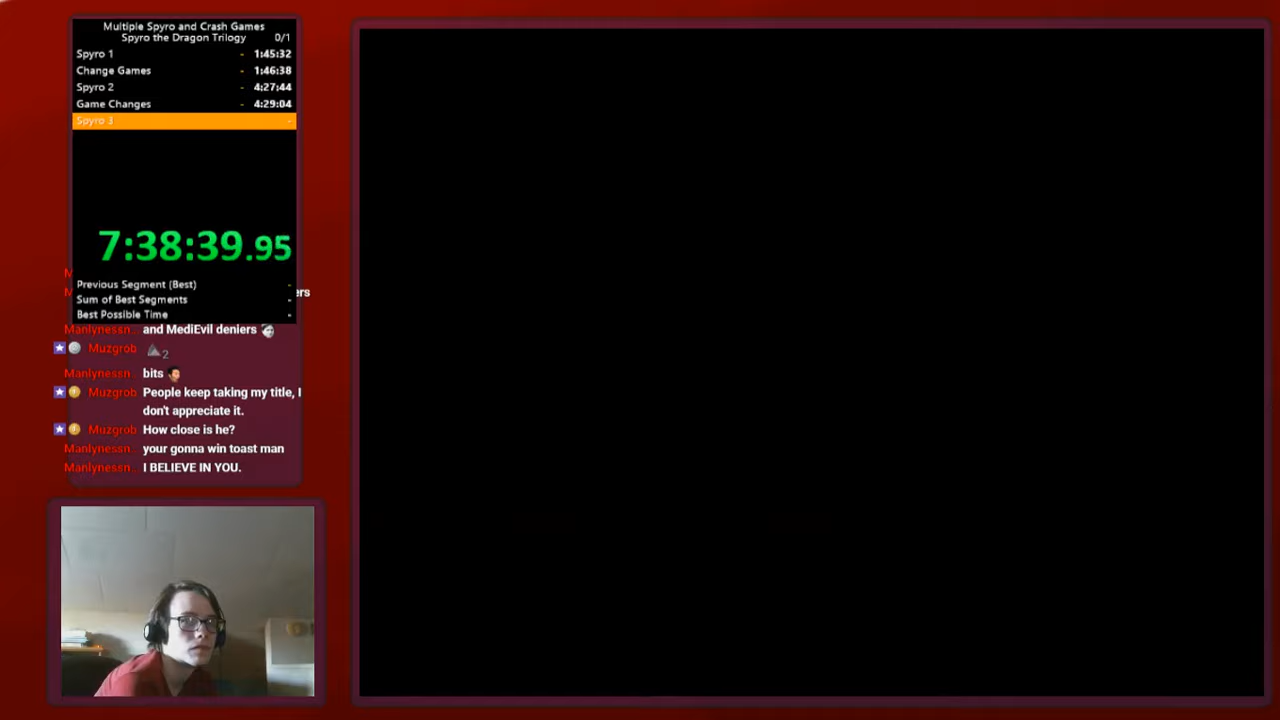 Multiple Spyro and Crash Games
Spyro the Dragon Trilogy 0/1
Spyro 1 - 1:45:32
Change Games - 1:46:38
Spyro 2 - 4:27:44
Game Changes - 4:29:04
Spyro 3 -
7:38:39.95
Previous Segment (Best) -
Sum of Best Segments -
Best Possible Time -
ers
Manlynessn.. and MediEvil deniers
Muzgrob 2
Manlynessn.. bits
Muzgrob People keep taking my title, I
don't appreciate it.
Muzgrob How close is he?
Manlynessn.. your gonna win toast man
Manlynessn.. I BELIEVE IN YOU.